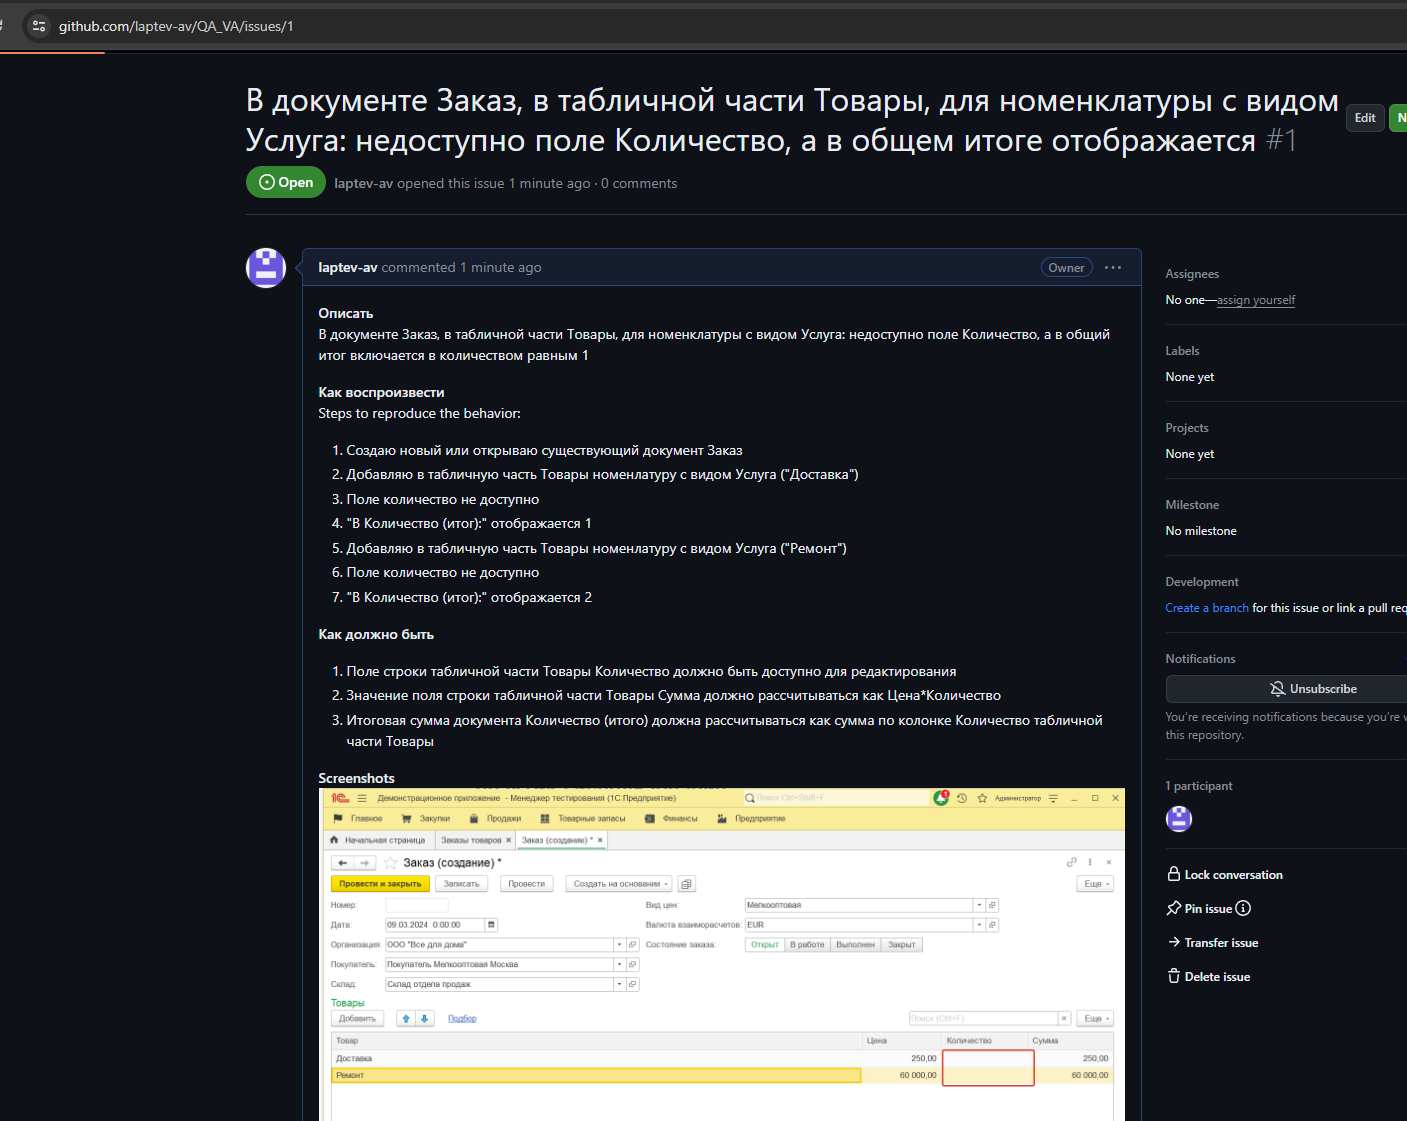 github.com/laptev-av/QA_VA/issues/1
В документе Заказ, в табличной части Товары, для номенклатуры с видом
Услуга: недоступно поле Количество, а в общем итоге отображается #1
Edit
Open
laptev-av opened this issue 1 minute ago · 0 comments
laptev-av commented 1 minute ago
Owner
Описать
В документе Заказ, в табличной части Товары, для номенклатуры с видом Услуга: недоступно поле Количество, а в общий
итог включается в количеством равным 1
Как воспроизвести
Steps to reproduce the behavior:
1. Создаю новый или открываю существующий документ Заказ
2. Добавляю в табличную часть Товары номенлатуру с видом Услуга ("Доставка")
3. Поле количество не доступно
4. "В Количество (итог):" отображается 1
5. Добавляю в табличную часть Товары номенлатуру с видом Услуга ("Ремонт")
6. Поле количество не доступно
7. "В Количество (итог):" отображается 2
Как должно быть
1. Поле строки табличной части Товары Количество должно быть доступно для редактирования
2. Значение поля строки табличной части Товары Сумма должно рассчитываться как Цена*Количество
3. Итоговая сумма документа Количество (итого) должна рассчитываться как сумма по колонке Количество табличной
части Товары
Screenshots
1С Демонстрационное приложение - Менеджер тестирования (1С:Предприятие)
Поиск Ctrl+Shift+F
1
Администратор
Главное Закупки Продажи Товарные запасы Финансы Предприятие
Начальная страница Заказы товаров × Заказ (создание) * ×
Заказ (создание) *
Провести и закрыть Записать Провести Создать на основании Еще
Номер:
Вид цен: Мелкооптовая
Дата: 09.03.2024 0:00:00
Валюта взаиморасчетов: EUR
Организация: ООО "Все для дома"
Состояние заказа: Открыт В работе Выполнен Закрыт
Покупатель: Покупатель Мелкооптовая Москва
Склад: Склад отдела продаж
Товары
Добавить Подбор Поиск (Ctrl+F) × Еще
Товар Цена Количество Сумма
Доставка 250,00 250,00
Ремонт 60 000,00 60 000,00
Assignees
No one—assign yourself
Labels
None yet
Projects
None yet
Milestone
No milestone
Development
Create a branch for this issue or link a pull req
Notifications
Unsubscribe
You're receiving notifications because you're w
this repository.
1 participant
Lock conversation
Pin issue
Transfer issue
Delete issue